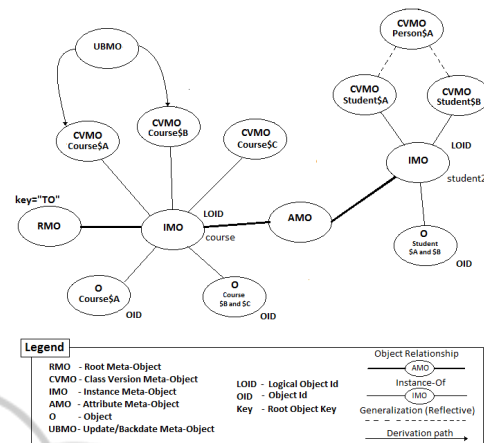 UBMO
CVMO
Person$A
CVMO
Student$A
CVMO
Student$B
CVMO
Course$A
CVMO
Course$B
CVMO
Course$C
IMO
LOID
student2
key="TO"
RMO
IMO
LOID
course
AMO
O
Student
$A and $B
OID
O
Course$A
OID
O
Course
$B and $C
OID
Legend
RMO - Root Meta-Object
CVMO - Class Version Meta-Object
IMO - Instance Meta-Object
AMO - Attribute Meta-Object
O - Object
UBMO - Update/Backdate Meta-Object
LOID - Logical Object Id
OID - Object Id
Key - Root Object Key
Object Relationship
AMO
Instance-Of
IMO
Generalization (Reflective)
Derivation path